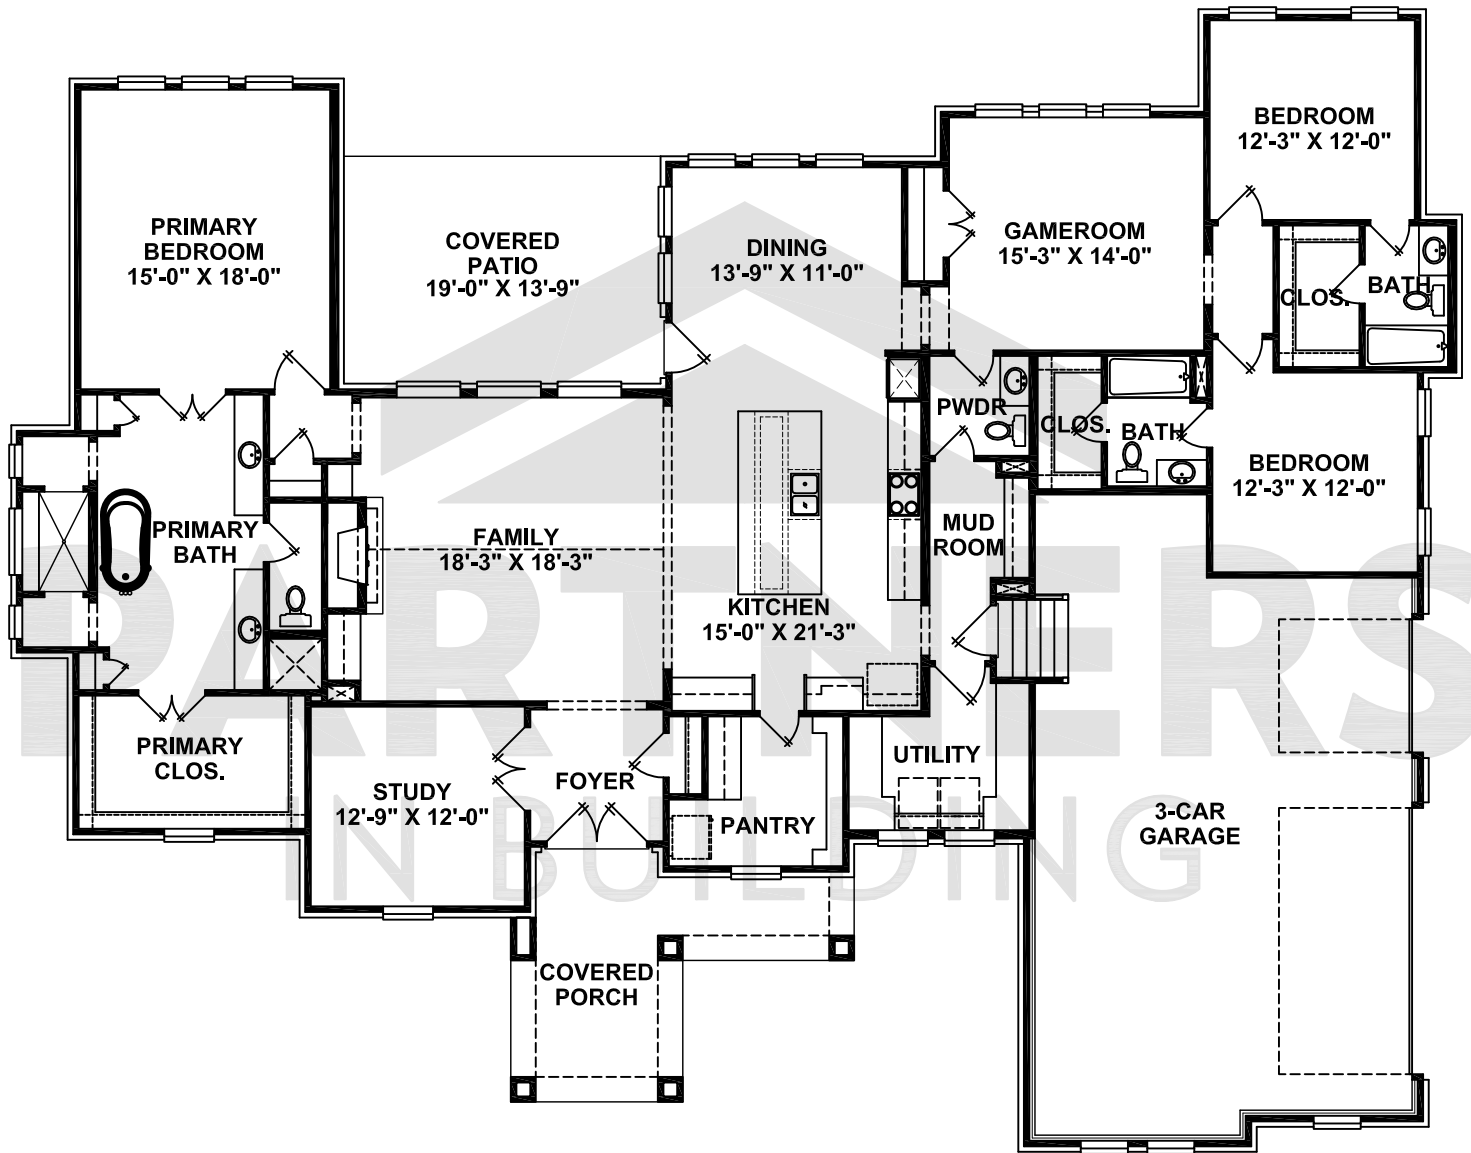 BEDROOM
12'-3" X 12'-0"
PRIMARY
BEDROOM
15'-0" X 18'-0"
COVERED
PATIO
19'-0" X 13'-9"
DINING
13'-9" X 11'-0"
GAMEROOM
15'-3" X 14'-0"
CLOS.
BATH
PWDR
CLOS.
BATH
BEDROOM
12'-3" X 12'-0"
PRIMARY
BATH
FAMILY
18'-3" X 18'-3"
MUD
ROOM
KITCHEN
15'-0" X 21'-3"
PRIMARY
CLOS.
STUDY
12'-9" X 12'-0"
FOYER
PANTRY
UTILITY
3-CAR
GARAGE
COVERED
PORCH
PARTNERS
IN BUILDING